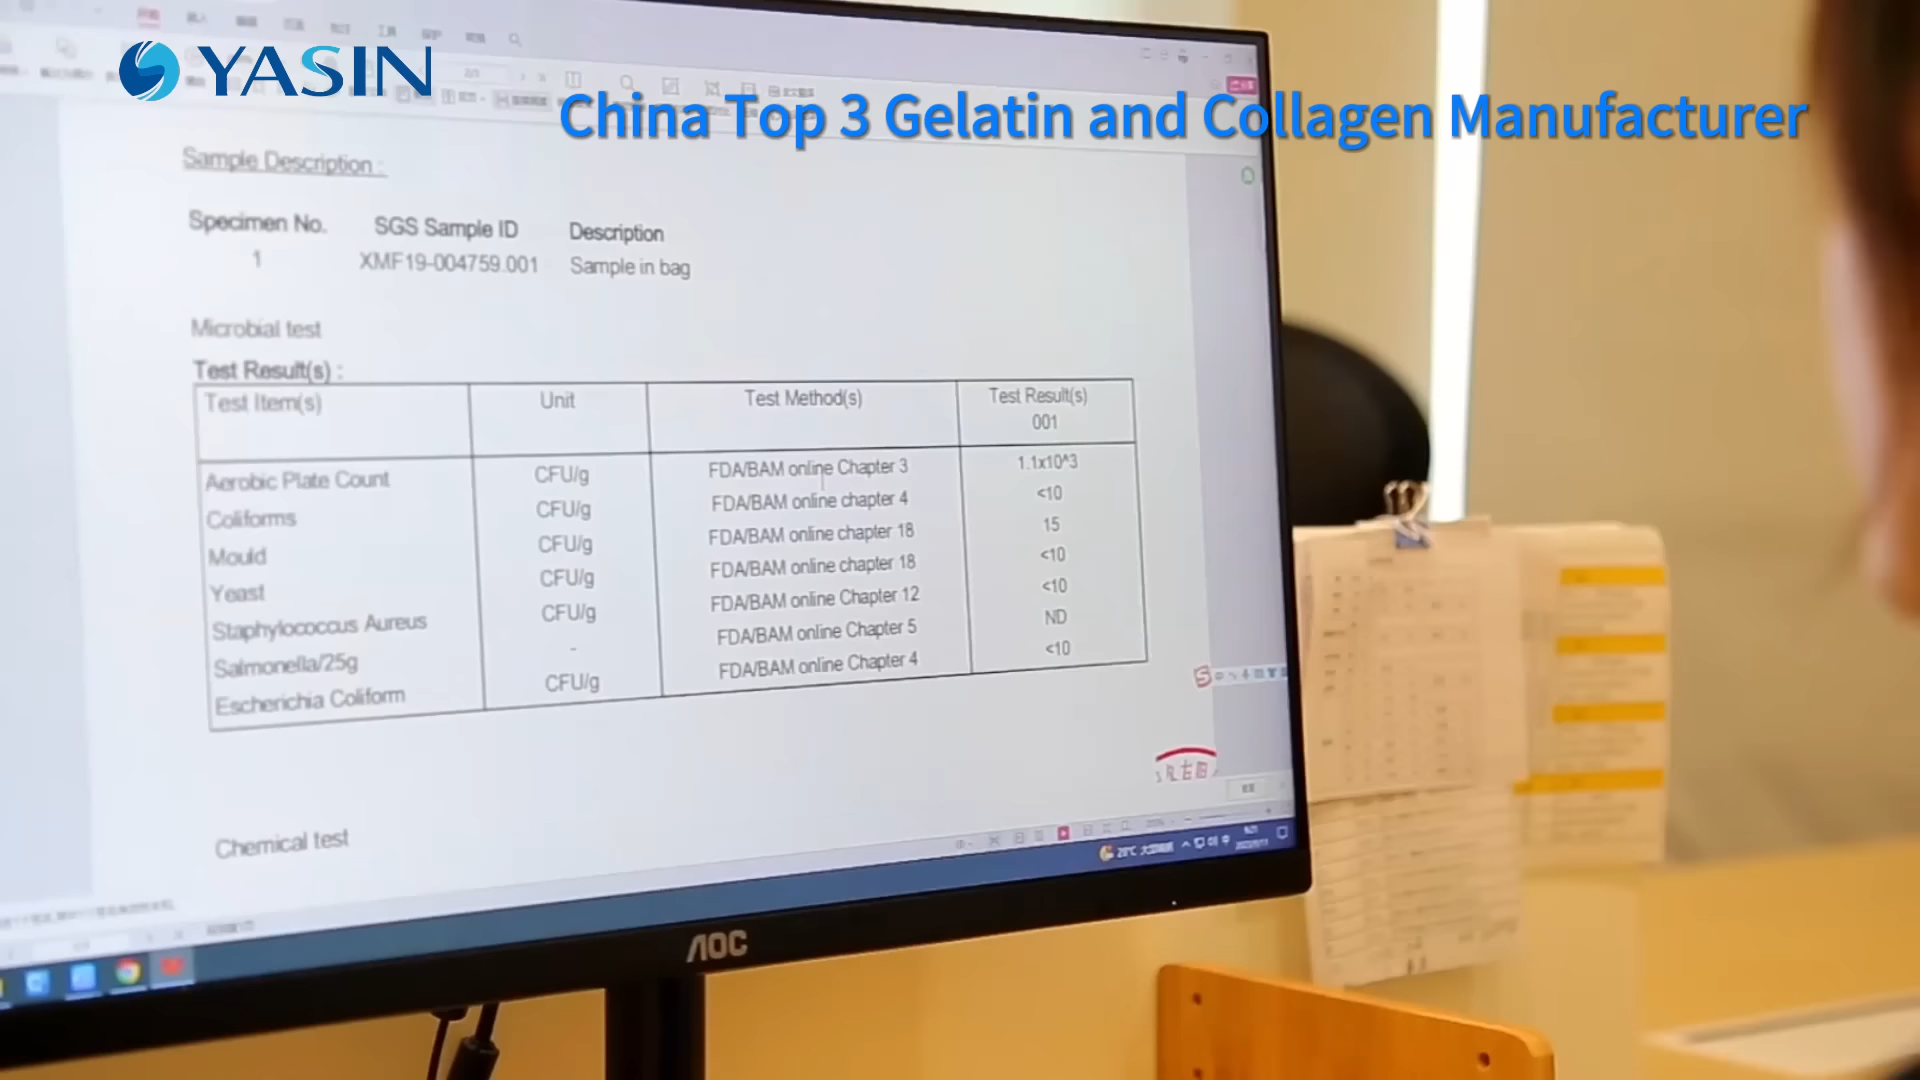 YASIN
China Top 3 Gelatin and Collagen Manufacturer
Sample Description :
Specimen No. SGS Sample ID Description
1 XMF19-004759.001 Sample in bag
Microbial test
Test Result(s) :
Test Item(s) Unit Test Method(s) Test Result(s)
001
Aerobic Plate Count CFU/g FDA/BAM online Chapter 3 1.1x10^3
Coliforms CFU/g FDA/BAM online chapter 4 <10
Mould CFU/g FDA/BAM online chapter 18 15
Yeast CFU/g FDA/BAM online chapter 18 <10
Staphylococcus Aureus CFU/g FDA/BAM online Chapter 12 <10
Salmonella/25g - FDA/BAM online Chapter 5 ND
Escherichia Coliform CFU/g FDA/BAM online Chapter 4 <10
Chemical test
AOC